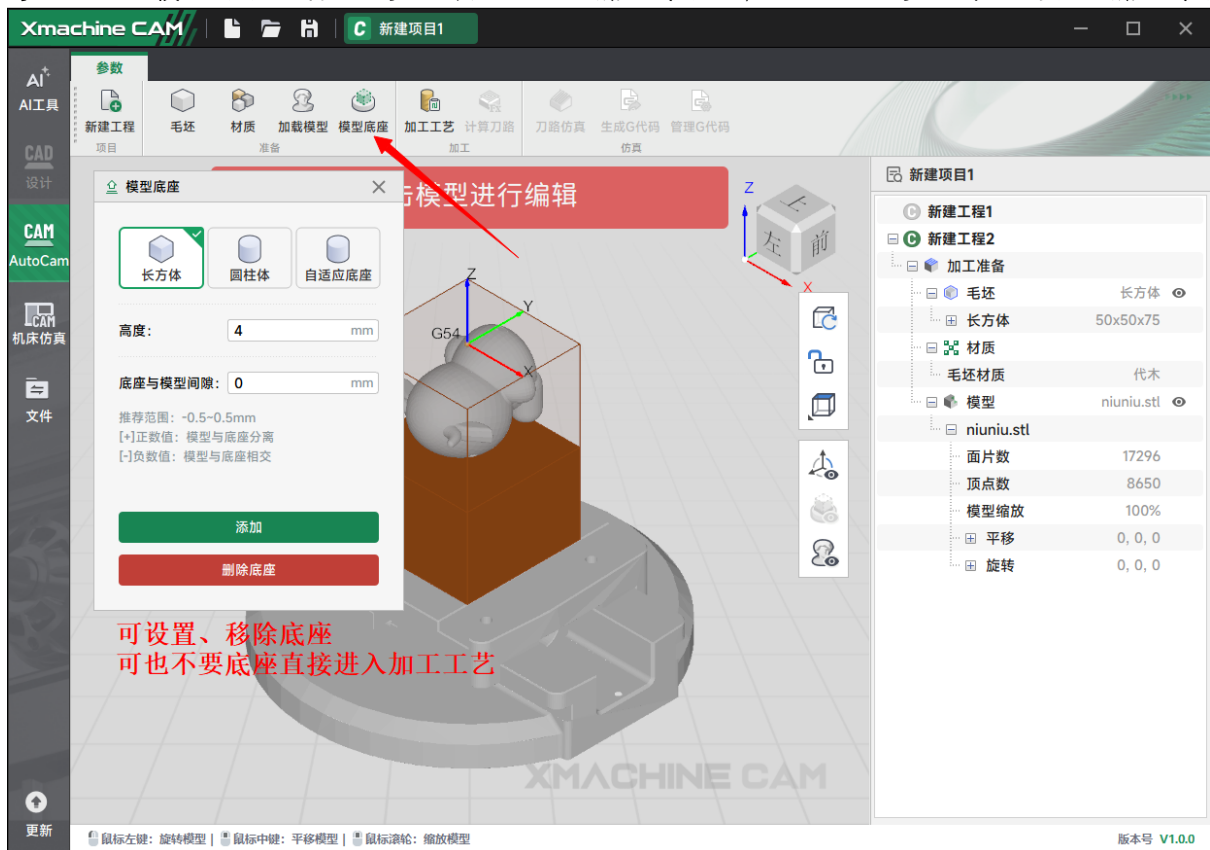 Xmachine CAM
C 新建项目1
AI
AI工具
CAD
设计
CAM
AutoCam
CAM
机床仿真
文件
更新
参数
新建工程 毛坯 材质 加载模型 模型底座 加工工艺 计算刀路 刀路仿真 生成G代码 管理G代码
项目 准备 加工 仿真
模型底座
长方体 圆柱体 自适应底座
高度: 4 mm
底座与模型间隙: 0 mm
推荐范围: -0.5~0.5mm
[+]正数值: 模型与底座分离
[-]负数值: 模型与底座相交
添加
删除底座
模型进行编辑
可设置、移除底座
可也不要底座直接进入加工工艺
Z
Y
G54
X
Z
上
左 前
X
XMACHINE CAM
新建项目1
C 新建工程1
C 新建工程2
加工准备
毛坯 长方体
长方体 50x50x75
材质
毛坯材质 代木
模型 niuniu.stl
niuniu.stl
面片数 17296
顶点数 8650
模型缩放 100%
平移 0, 0, 0
旋转 0, 0, 0
鼠标左键: 旋转模型 | 鼠标中键: 平移模型 | 鼠标滚轮: 缩放模型
版本号 V1.0.0